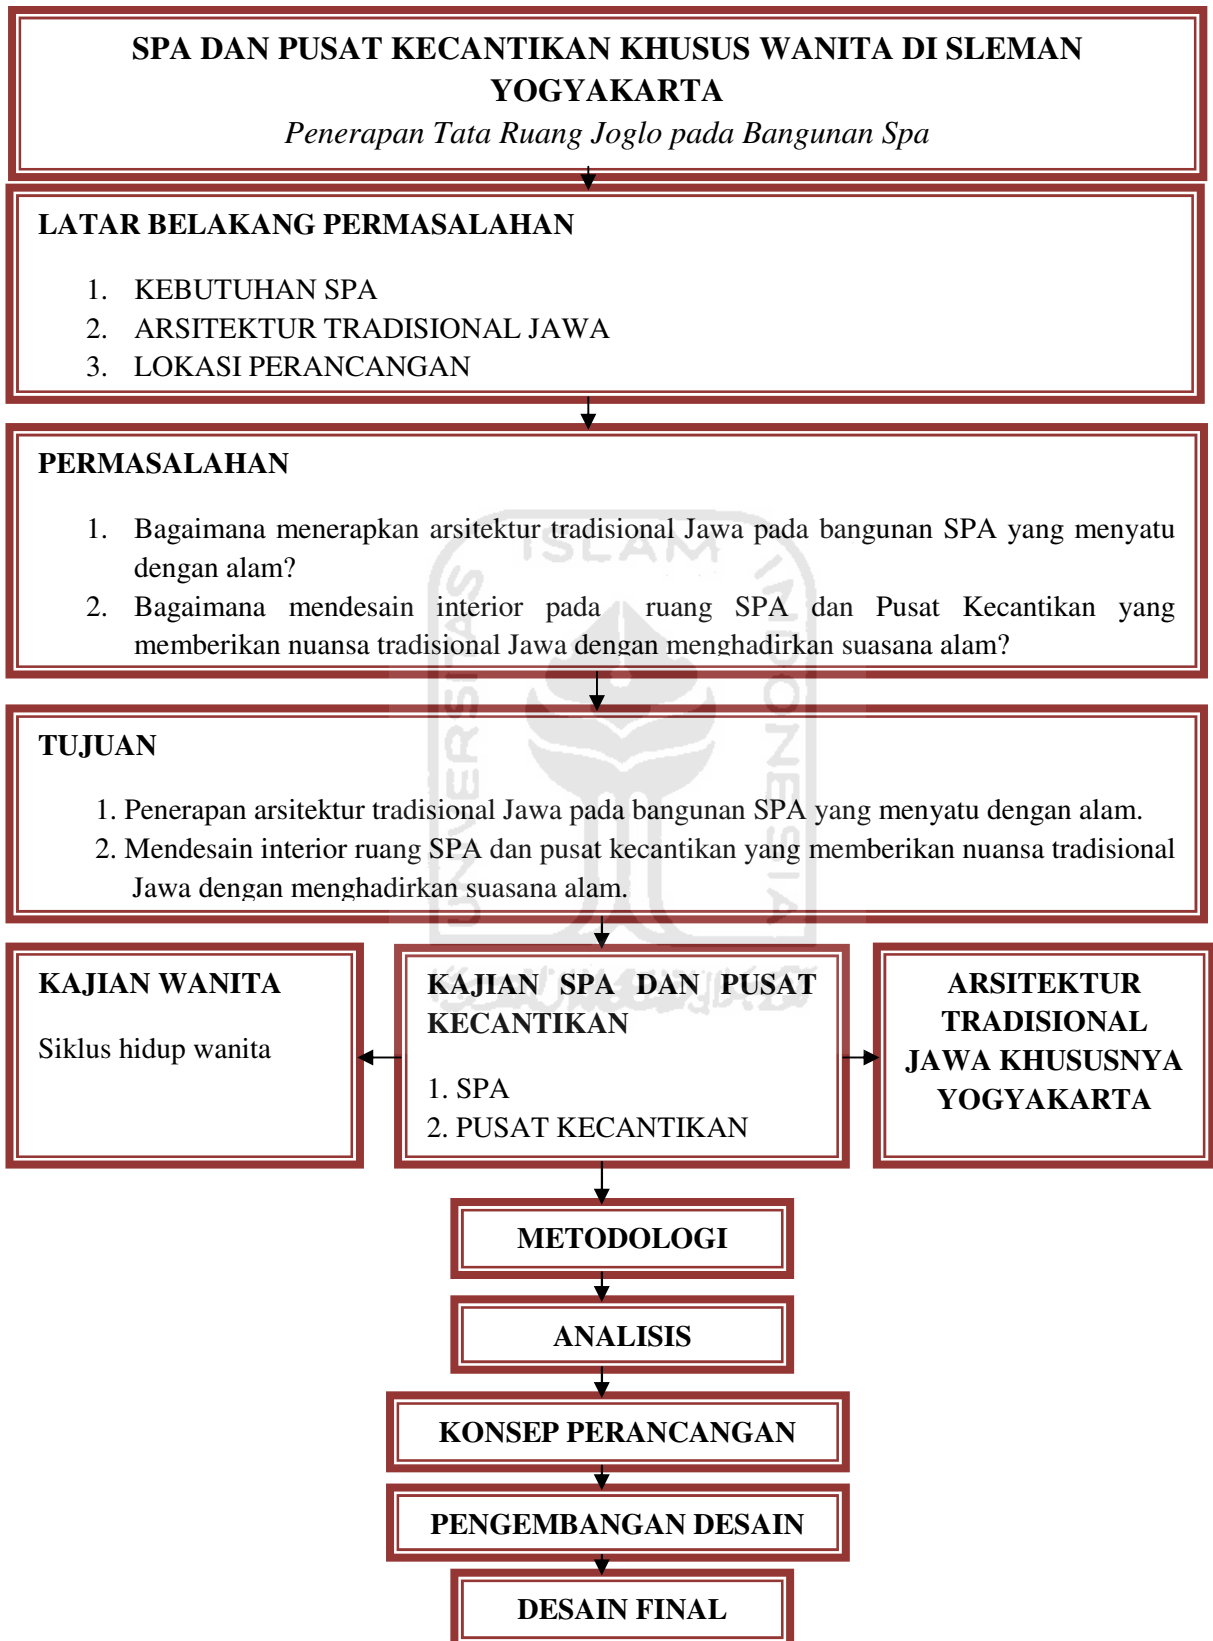 SPA DAN PUSAT KECANTIKAN KHUSUS WANITA DI SLEMAN
YOGYAKARTA
Penerapan Tata Ruang Joglo pada Bangunan Spa
LATAR BELAKANG PERMASALAHAN
1. KEBUTUHAN SPA
2. ARSITEKTUR TRADISIONAL JAWA
3. LOKASI PERANCANGAN
PERMASALAHAN
1. Bagaimana menerapkan arsitektur tradisional Jawa pada bangunan SPA yang menyatu
dengan alam?
2. Bagaimana mendesain interior pada ruang SPA dan Pusat Kecantikan yang
memberikan nuansa tradisional Jawa dengan menghadirkan suasana alam?
TUJUAN
1. Penerapan arsitektur tradisional Jawa pada bangunan SPA yang menyatu dengan alam.
2. Mendesain interior ruang SPA dan pusat kecantikan yang memberikan nuansa tradisional
Jawa dengan menghadirkan suasana alam.
KAJIAN WANITA
Siklus hidup wanita
KAJIAN SPA DAN PUSAT
KECANTIKAN
1. SPA
2. PUSAT KECANTIKAN
ARSITEKTUR
TRADISIONAL
JAWA KHUSUSNYA
YOGYAKARTA
METODOLOGI
ANALISIS
KONSEP PERANCANGAN
PENGEMBANGAN DESAIN
DESAIN FINAL
UNIVERSITAS
ISLAM
INDONESIA